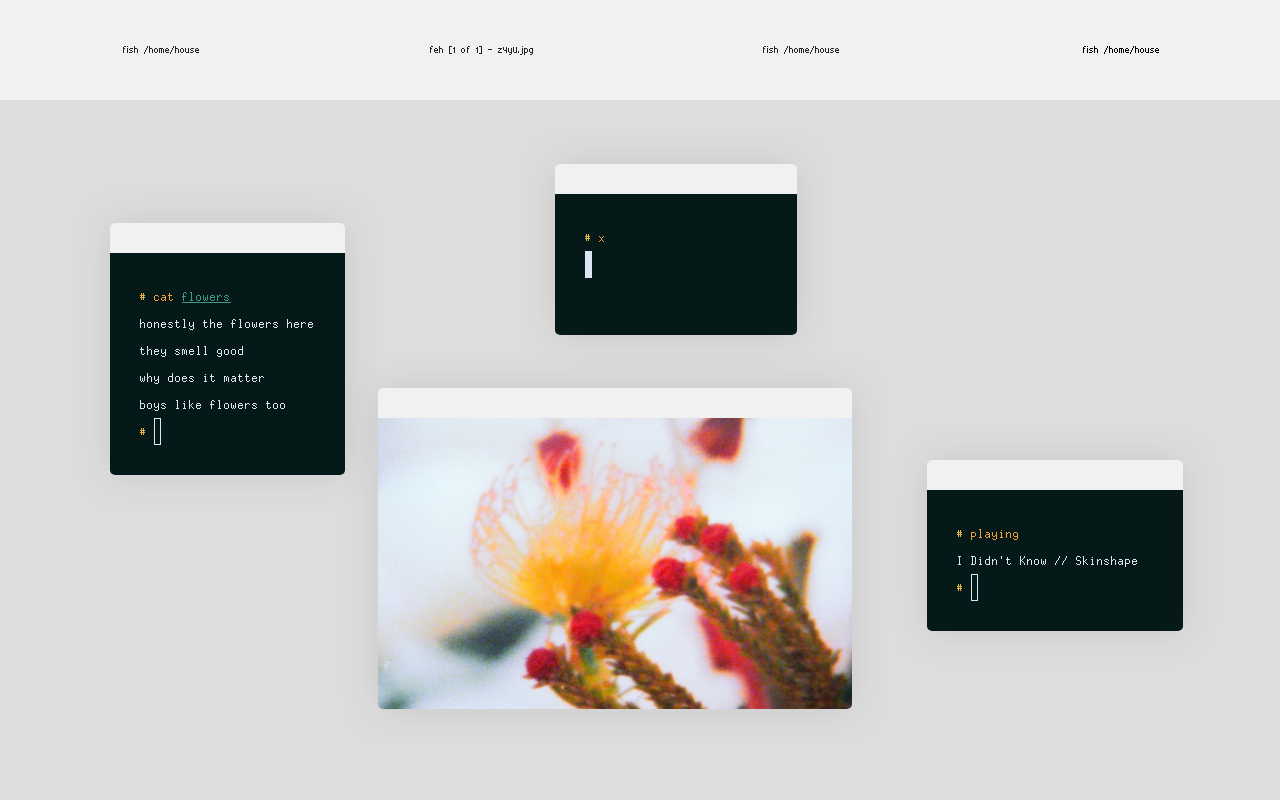 fish /home/house
feh [1 of 1] - z4yU.jpg
fish /home/house
fish /home/house
# x
# cat flowers
honestly the flowers here
they smell good
why does it matter
boys like flowers too
#
# playing
I Didn't Know // Skinshape
#